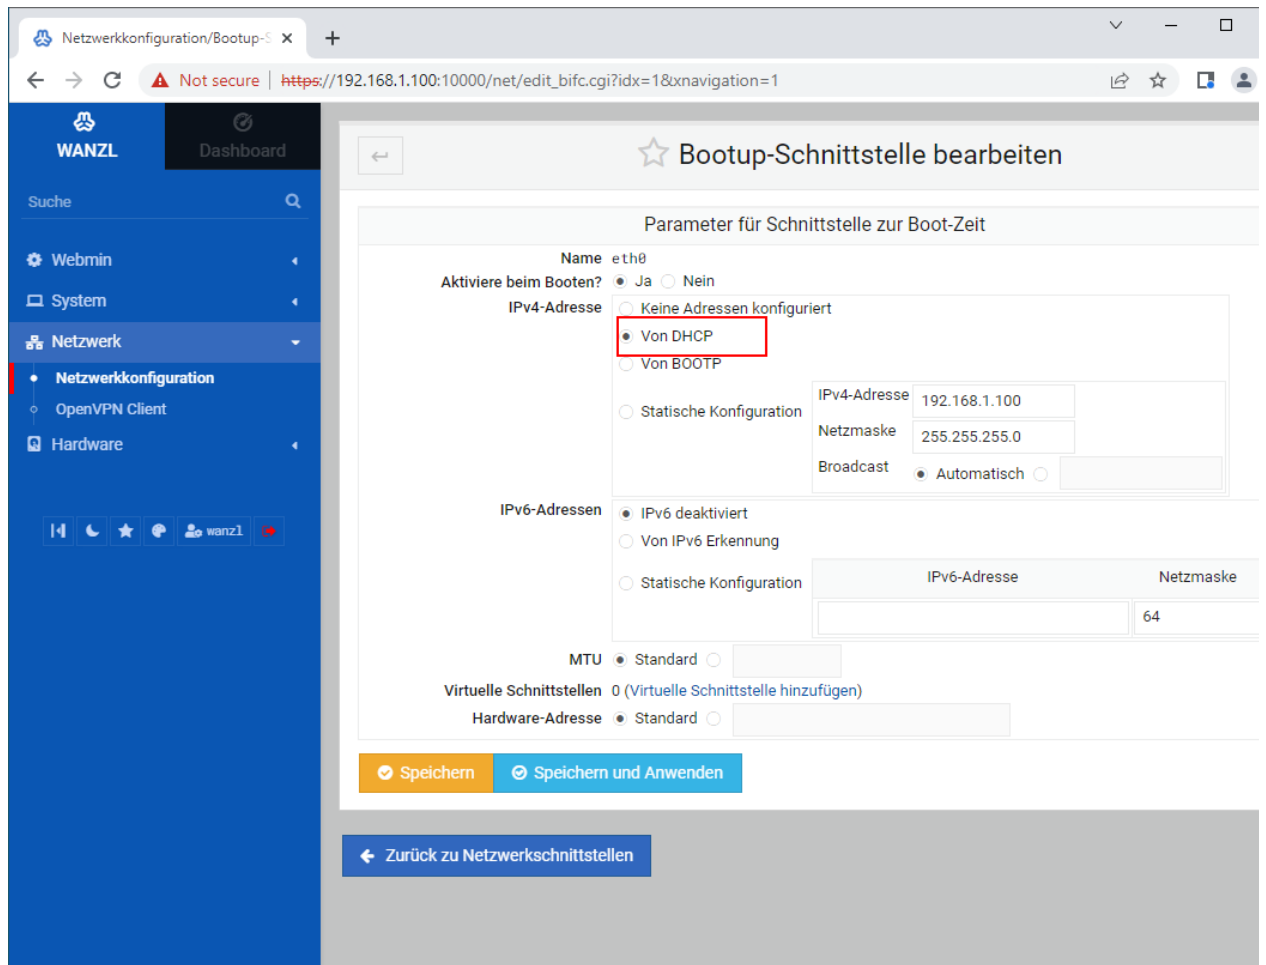 Netzwerkkonfiguration/Bootup-S
Not secure | https://192.168.1.100:10000/net/edit_bifc.cgi?idx=1&xnavigation=1
WANZL
Dashboard
Suche
Webmin
System
Netzwerk
Netzwerkkonfiguration
OpenVPN Client
Hardware
wanzl
Bootup-Schnittstelle bearbeiten
Parameter für Schnittstelle zur Boot-Zeit
Name eth0
Aktiviere beim Booten? Ja Nein
IPv4-Adresse Keine Adressen konfiguriert
Von DHCP
Von BOOTP
Statische Konfiguration
IPv4-Adresse 192.168.1.100
Netzmaske 255.255.255.0
Broadcast Automatisch
IPv6-Adressen IPv6 deaktiviert
Von IPv6 Erkennung
Statische Konfiguration
IPv6-Adresse Netzmaske
64
MTU Standard
Virtuelle Schnittstellen 0 (Virtuelle Schnittstelle hinzufügen)
Hardware-Adresse Standard
Speichern
Speichern und Anwenden
Zurück zu Netzwerkschnittstellen